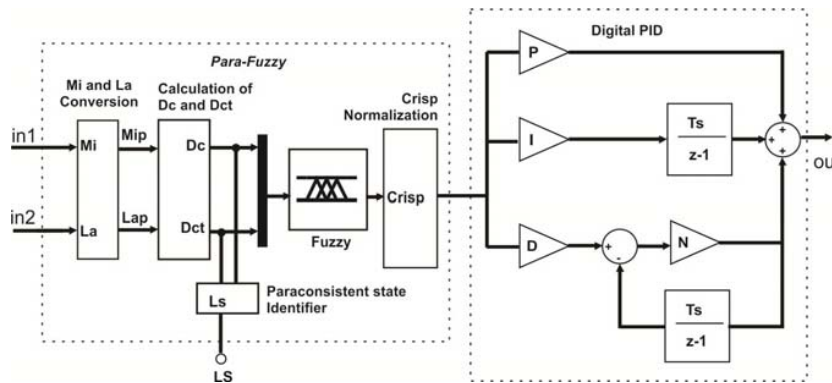 Para-Fuzzy
Digital PID
Mi and La
Conversion
Calculation of
Dc and Dct
Crisp
Normalization
in1
Mi
Mip
Dc
in2
La
Lap
Dct
Fuzzy
Crisp
Ls
Paraconsistent state
Identifier
LS
P
I
Ts
z-1
+
+
+
OU
D
+
-
N
Ts
z-1